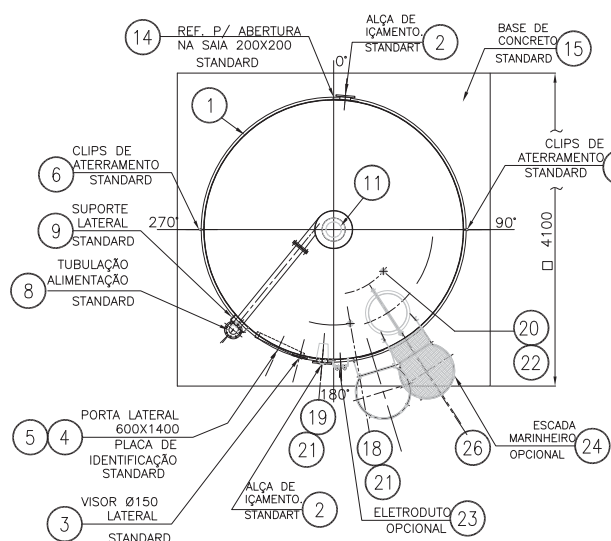 14
REF. P/ ABERTURA
NA SAIA 200X200
STANDARD
0°
ALÇA DE
IÇAMENTO.
STANDART
2
BASE DE
CONCRETO
STANDARD
15
1
CLIPS DE
ATERRAMENTO
STANDARD
6
CLIPS DE
ATERRAMENTO
STANDARD
11
SUPORTE
LATERAL
STANDARD
9
270°
90°
□ 4100
TUBULAÇÃO
ALIMENTAÇÃO
STANDARD
8
20
22
180°
5
4
PORTA LATERAL
600X1400
PLACA DE
IDENTIFICAÇÃO
STANDARD
19
21
18
21
26
ESCADA
MARINHEIRO
OPCIONAL
24
VISOR Ø150
LATERAL
STANDARD
3
ALÇA DE
IÇAMENTO.
STANDART
2
ELETRODUTO
OPCIONAL
23